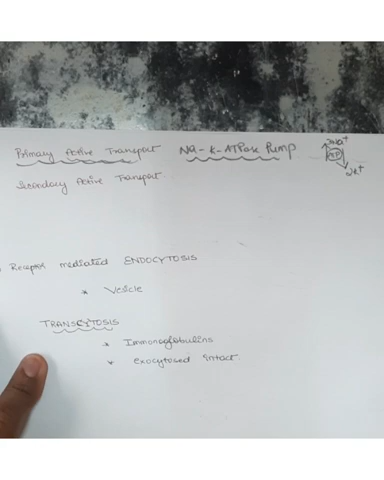 Primary Active Transport Na - K - ATPase Pump
Secondary Active Transport
Receptor mediated ENDOCYTOSIS
* Vesicle
TRANSCYTOSIS
* Immunoglobulins
* exocytosed intact.